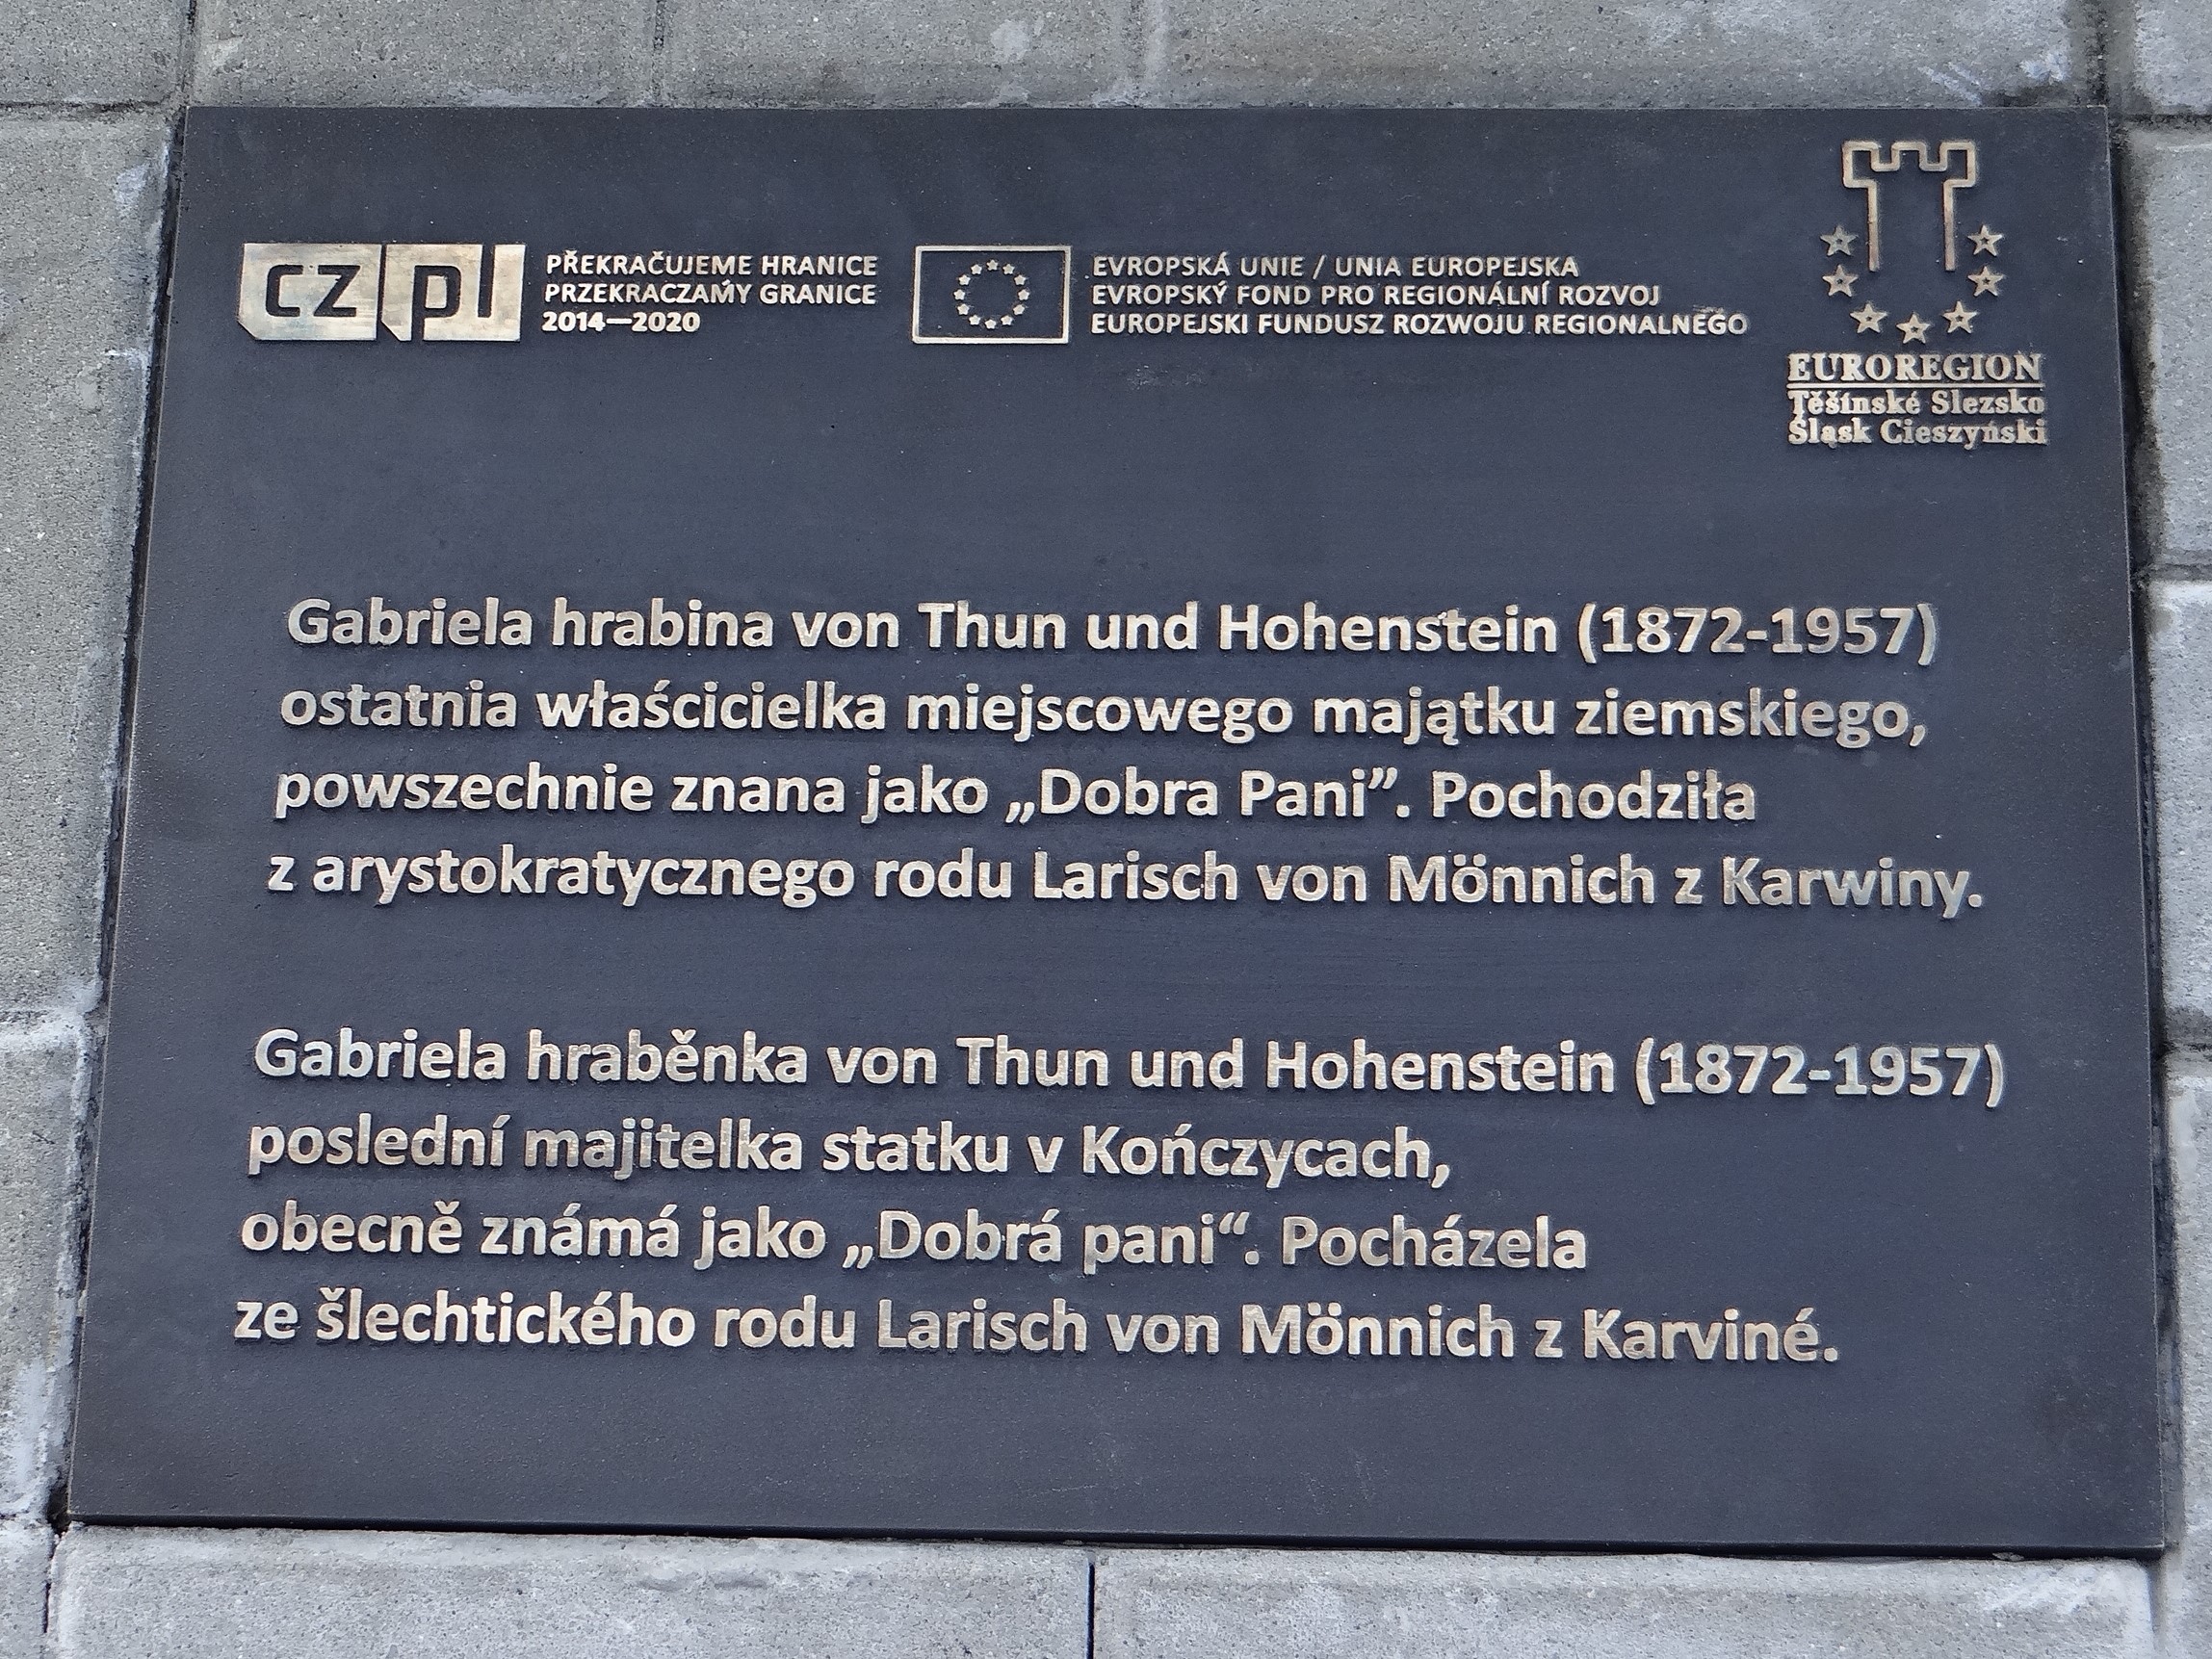 cz pl
PŘEKRAČUJEME HRANICE
PRZEKRACZAMY GRANICE
2014—2020
EVROPSKÁ UNIE / UNIA EUROPEJSKA
EVROPSKÝ FOND PRO REGIONÁLNÍ ROZVOJ
EUROPEJSKI FUNDUSZ ROZWOJU REGIONALNEGO
EUROREGION
Těšínské Slezsko
Śląsk Cieszyński
Gabriela hrabina von Thun und Hohenstein (1872-1957)
ostatnia właścicielka miejscowego majątku ziemskiego,
powszechnie znana jako „Dobra Pani”. Pochodziła
z arystokratycznego rodu Larisch von Mönnich z Karwiny.
Gabriela hraběnka von Thun und Hohenstein (1872-1957)
poslední majitelka statku v Kończycach,
obecně známá jako „Dobrá pani“. Pocházela
ze šlechtického rodu Larisch von Mönnich z Karviné.